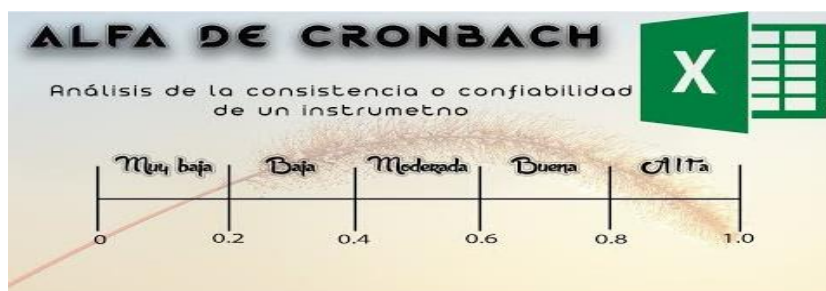 ALFA DE CRONBACH
X
Análisis de la consistencia o confiabilidad
de un instrumetno
Muy baja Baja Moderada Buena Alta
0 0.2 0.4 0.6 0.8 1.0